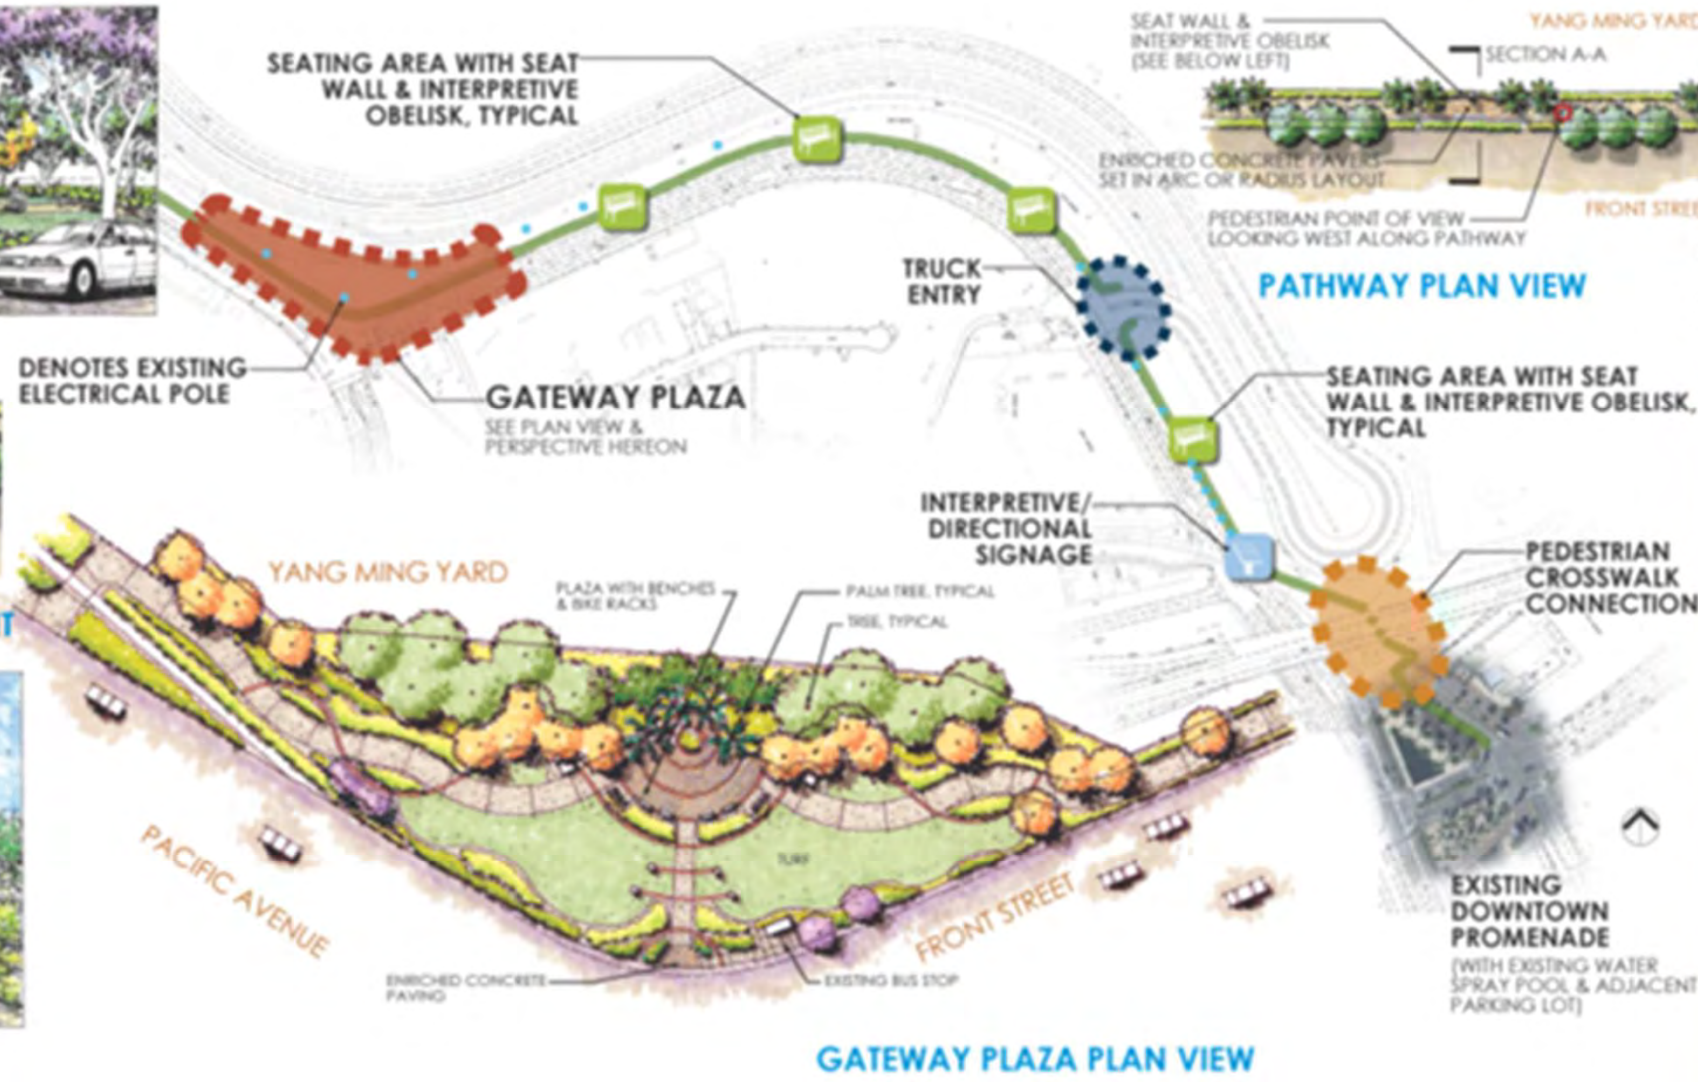 SEATING AREA WITH SEAT
WALL & INTERPRETIVE
OBELISK, TYPICAL
SEAT WALL &
INTERPRETIVE OBELISK
(SEE BELOW LEFT)
YANG MING YARD
SECTION A-A
ENRICHED CONCRETE PAVERS
SET IN ARC OR RADIUS LAYOUT
PEDESTRIAN POINT OF VIEW
LOOKING WEST ALONG PATHWAY
FRONT STREE
PATHWAY PLAN VIEW
TRUCK
ENTRY
DENOTES EXISTING
ELECTRICAL POLE
GATEWAY PLAZA
SEE PLAN VIEW &
PERSPECTIVE HEREON
SEATING AREA WITH SEAT
WALL & INTERPRETIVE OBELISK,
TYPICAL
INTERPRETIVE/
DIRECTIONAL
SIGNAGE
PEDESTRIAN
CROSSWALK
CONNECTION
YANG MING YARD
PLAZA WITH BENCHES
& BIKE RACKS
PALM TREE, TYPICAL
TREE, TYPICAL
T
TURF
PACIFIC AVENUE
FRONT STREET
ENRICHED CONCRETE
PAVING
EXISTING BUS STOP
EXISTING
DOWNTOWN
PROMENADE
(WITH EXISTING WATER
SPRAY POOL & ADJACENT
PARKING LOT)
GATEWAY PLAZA PLAN VIEW